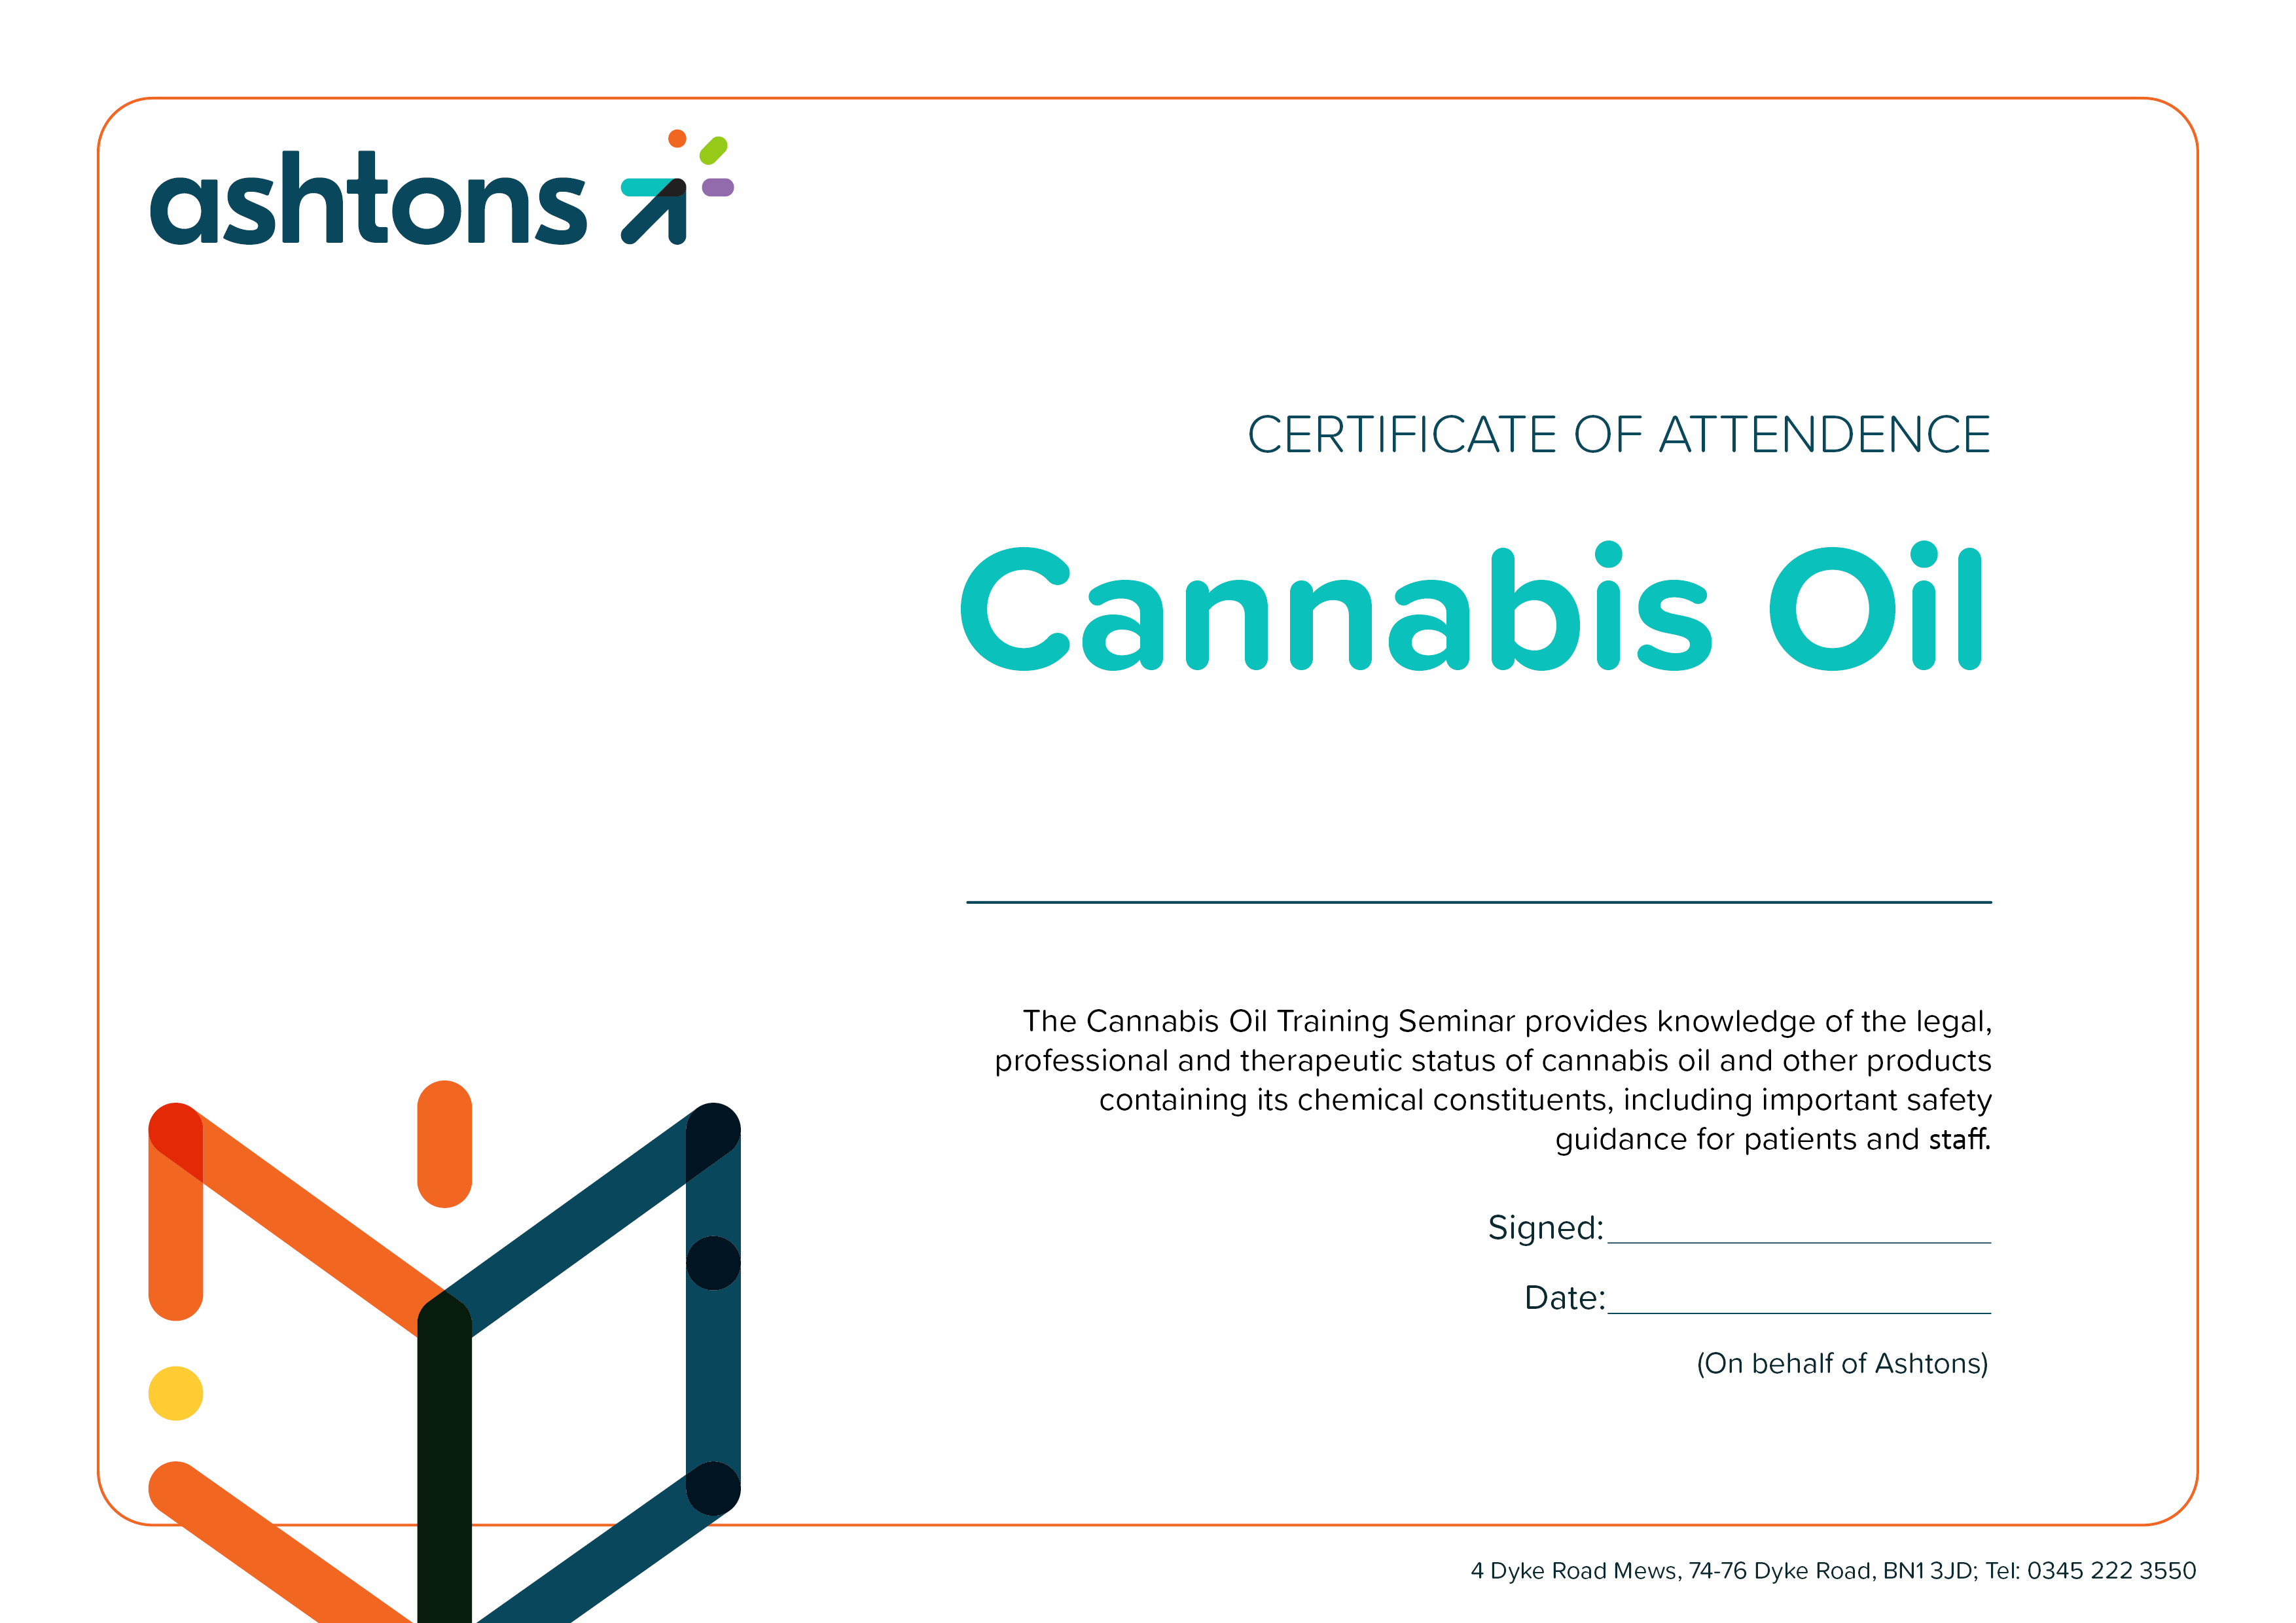 ashtons
CERTIFICATE OF ATTENDENCE
Cannabis Oil
The Cannabis Oil Training Seminar provides knowledge of the legal,
professional and therapeutic status of cannabis oil and other products
containing its chemical constituents, including important safety
guidance for patients and staff.
Signed:
Date:
(On behalf of Ashtons)
4 Dyke Road Mews, 74-76 Dyke Road, BN1 3JD; Tel: 0345 222 3550